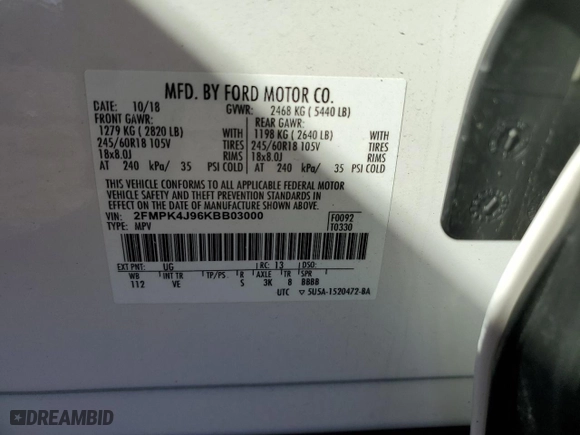 MFD. BY FORD MOTOR CO.
DATE: 10/18 GVWR: 2468 KG ( 5440 LB)
FRONT GAWR: REAR GAWR:
1279 KG ( 2820 LB) WITH 1198 KG ( 2640 LB) WITH
245/60R18 105V TIRES 245/60R18 105V TIRES
18x8.0J RIMS 18x8.0J RIMS
AT 240 kPa/ 35 PSI COLD AT 240 kPa/ 35 PSI COLD
THIS VEHICLE CONFORMS TO ALL APPLICABLE FEDERAL MOTOR
VEHICLE SAFETY AND THEFT PREVENTION STANDARDS IN
EFFECT ON THE DATE OF MANUFACTURE SHOWN ABOVE.
VIN: 2FMPK4J96KBB03000 F0092
TYPE: MPV T0330
EXT PNT: UG RC: 13 DSO:
WB INT TR TP/PS R AXLE TR SPR
112 VE S 3K 8 BBBB
UTC ▽ 5U5A-1520472-BA
DREAMBID